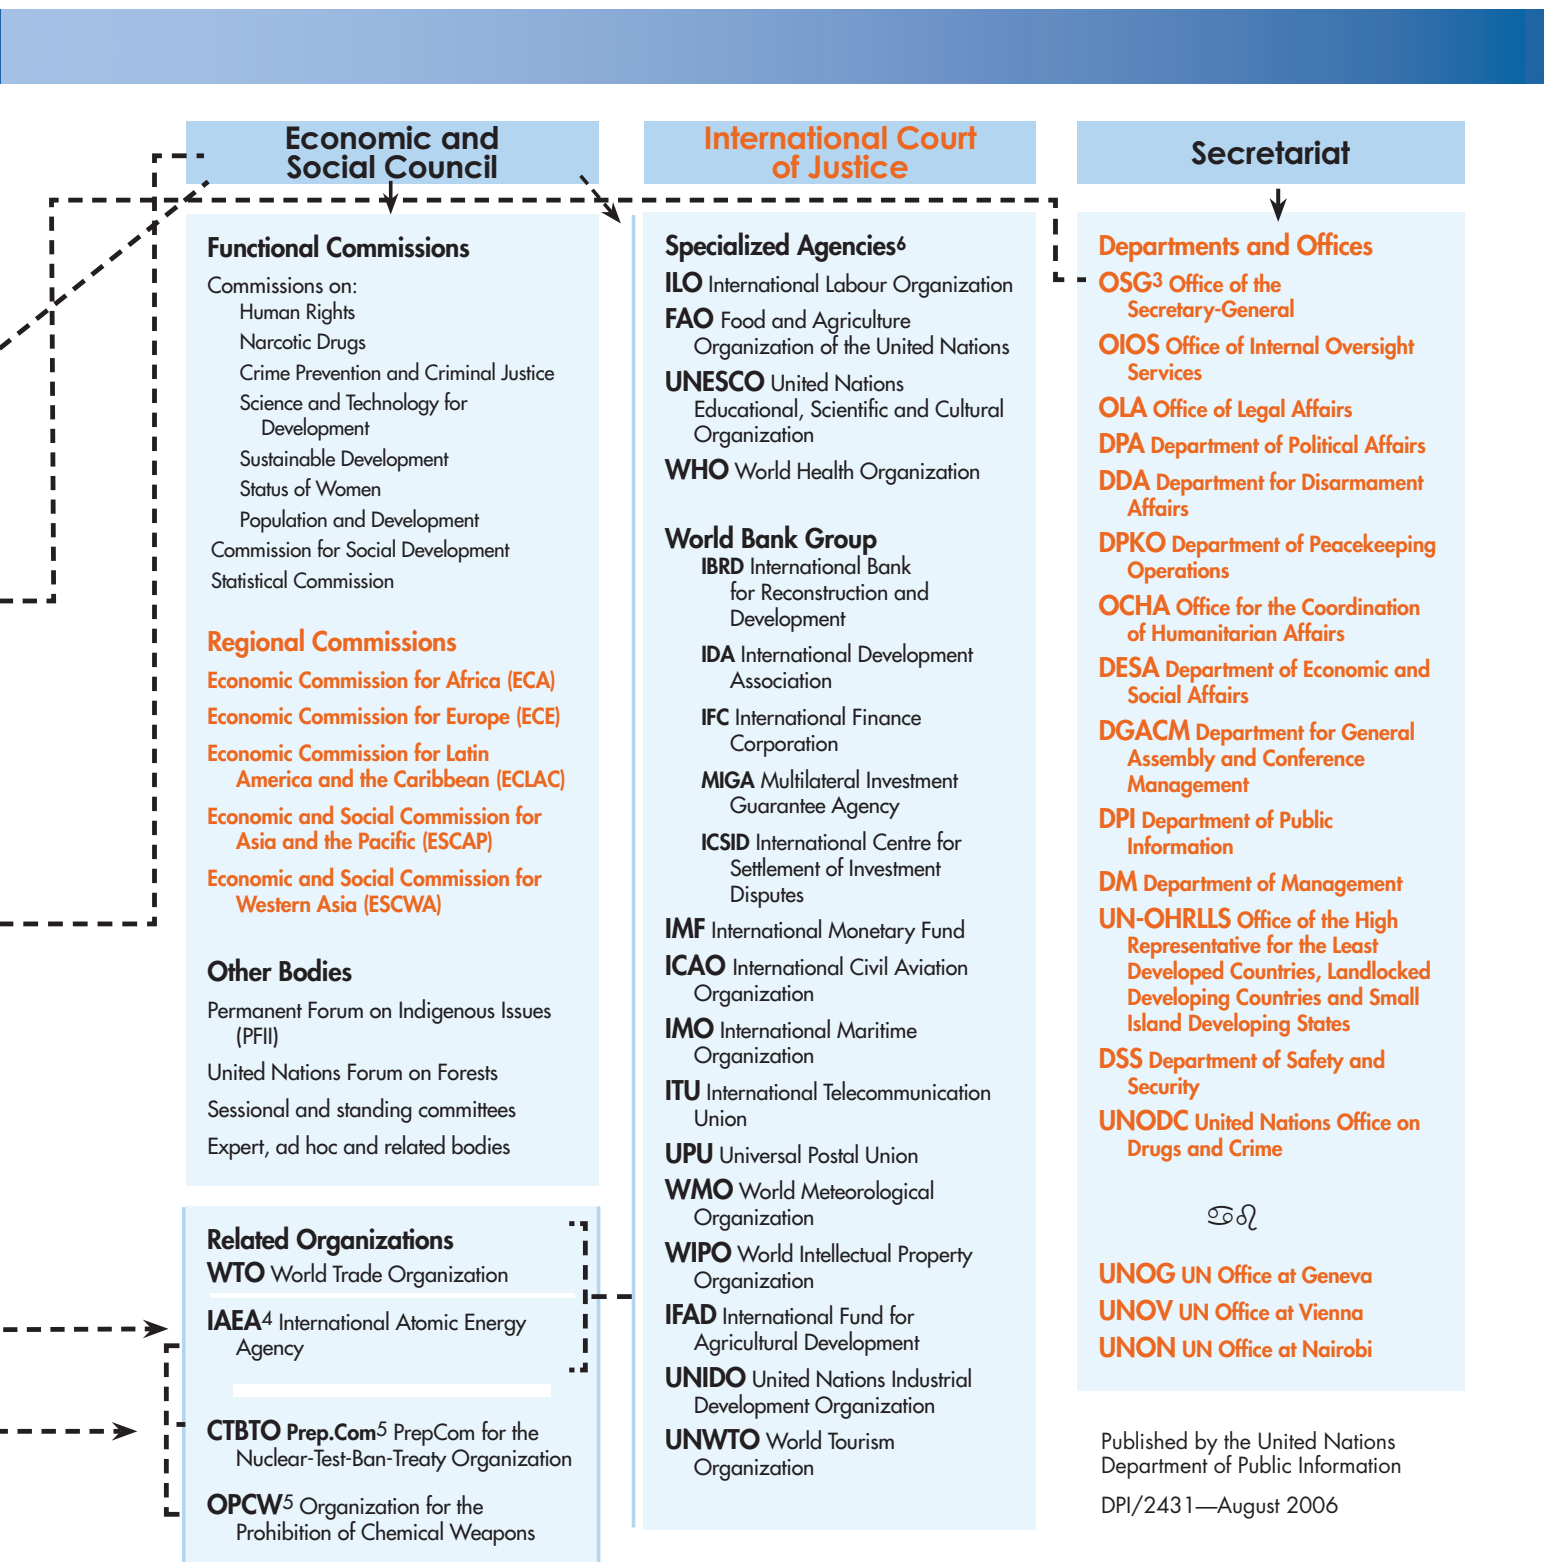 Economic and
Social Council
Functional Commissions
Commissions on:
Human Rights
Narcotic Drugs
Crime Prevention and Criminal Justice
Science and Technology for
Development
Sustainable Development
Status of Women
Population and Development
Commission for Social Development
Statistical Commission
Regional Commissions
Economic Commission for Africa (ECA)
Economic Commission for Europe (ECE)
Economic Commission for Latin
America and the Caribbean (ECLAC)
Economic and Social Commission for
Asia and the Pacific (ESCAP)
Economic and Social Commission for
Western Asia (ESCWA)
Other Bodies
Permanent Forum on Indigenous Issues
(PFII)
United Nations Forum on Forests
Sessional and standing committees
Expert, ad hoc and related bodies
Related Organizations
WTO World Trade Organization
IAEA4 International Atomic Energy
Agency
CTBTO Prep.Com5 PrepCom for the
Nuclear-Test-Ban-Treaty Organization
OPCW5 Organization for the
Prohibition of Chemical Weapons
International Court
of Justice
Specialized Agencies6
ILO International Labour Organization
FAO Food and Agriculture
Organization of the United Nations
UNESCO United Nations
Educational, Scientific and Cultural
Organization
WHO World Health Organization
World Bank Group
IBRD International Bank
for Reconstruction and
Development
IDA International Development
Association
IFC International Finance
Corporation
MIGA Multilateral Investment
Guarantee Agency
ICSID International Centre for
Settlement of Investment
Disputes
IMF International Monetary Fund
ICAO International Civil Aviation
Organization
IMO International Maritime
Organization
ITU International Telecommunication
Union
UPU Universal Postal Union
WMO World Meteorological
Organization
WIPO World Intellectual Property
Organization
IFAD International Fund for
Agricultural Development
UNIDO United Nations Industrial
Development Organization
UNWTO World Tourism
Organization
Secretariat
Departments and Offices
OSG3 Office of the
Secretary-General
OIOS Office of Internal Oversight
Services
OLA Office of Legal Affairs
DPA Department of Political Affairs
DDA Department for Disarmament
Affairs
DPKO Department of Peacekeeping
Operations
OCHA Office for the Coordination
of Humanitarian Affairs
DESA Department of Economic and
Social Affairs
DGACM Department for General
Assembly and Conference
Management
DPI Department of Public
Information
DM Department of Management
UN-OHRLLS Office of the High
Representative for the Least
Developed Countries, Landlocked
Developing Countries and Small
Island Developing States
DSS Department of Safety and
Security
UNODC United Nations Office on
Drugs and Crime
♋♌
UNOG UN Office at Geneva
UNOV UN Office at Vienna
UNON UN Office at Nairobi
Published by the United Nations
Department of Public Information
DPI/2431—August 2006